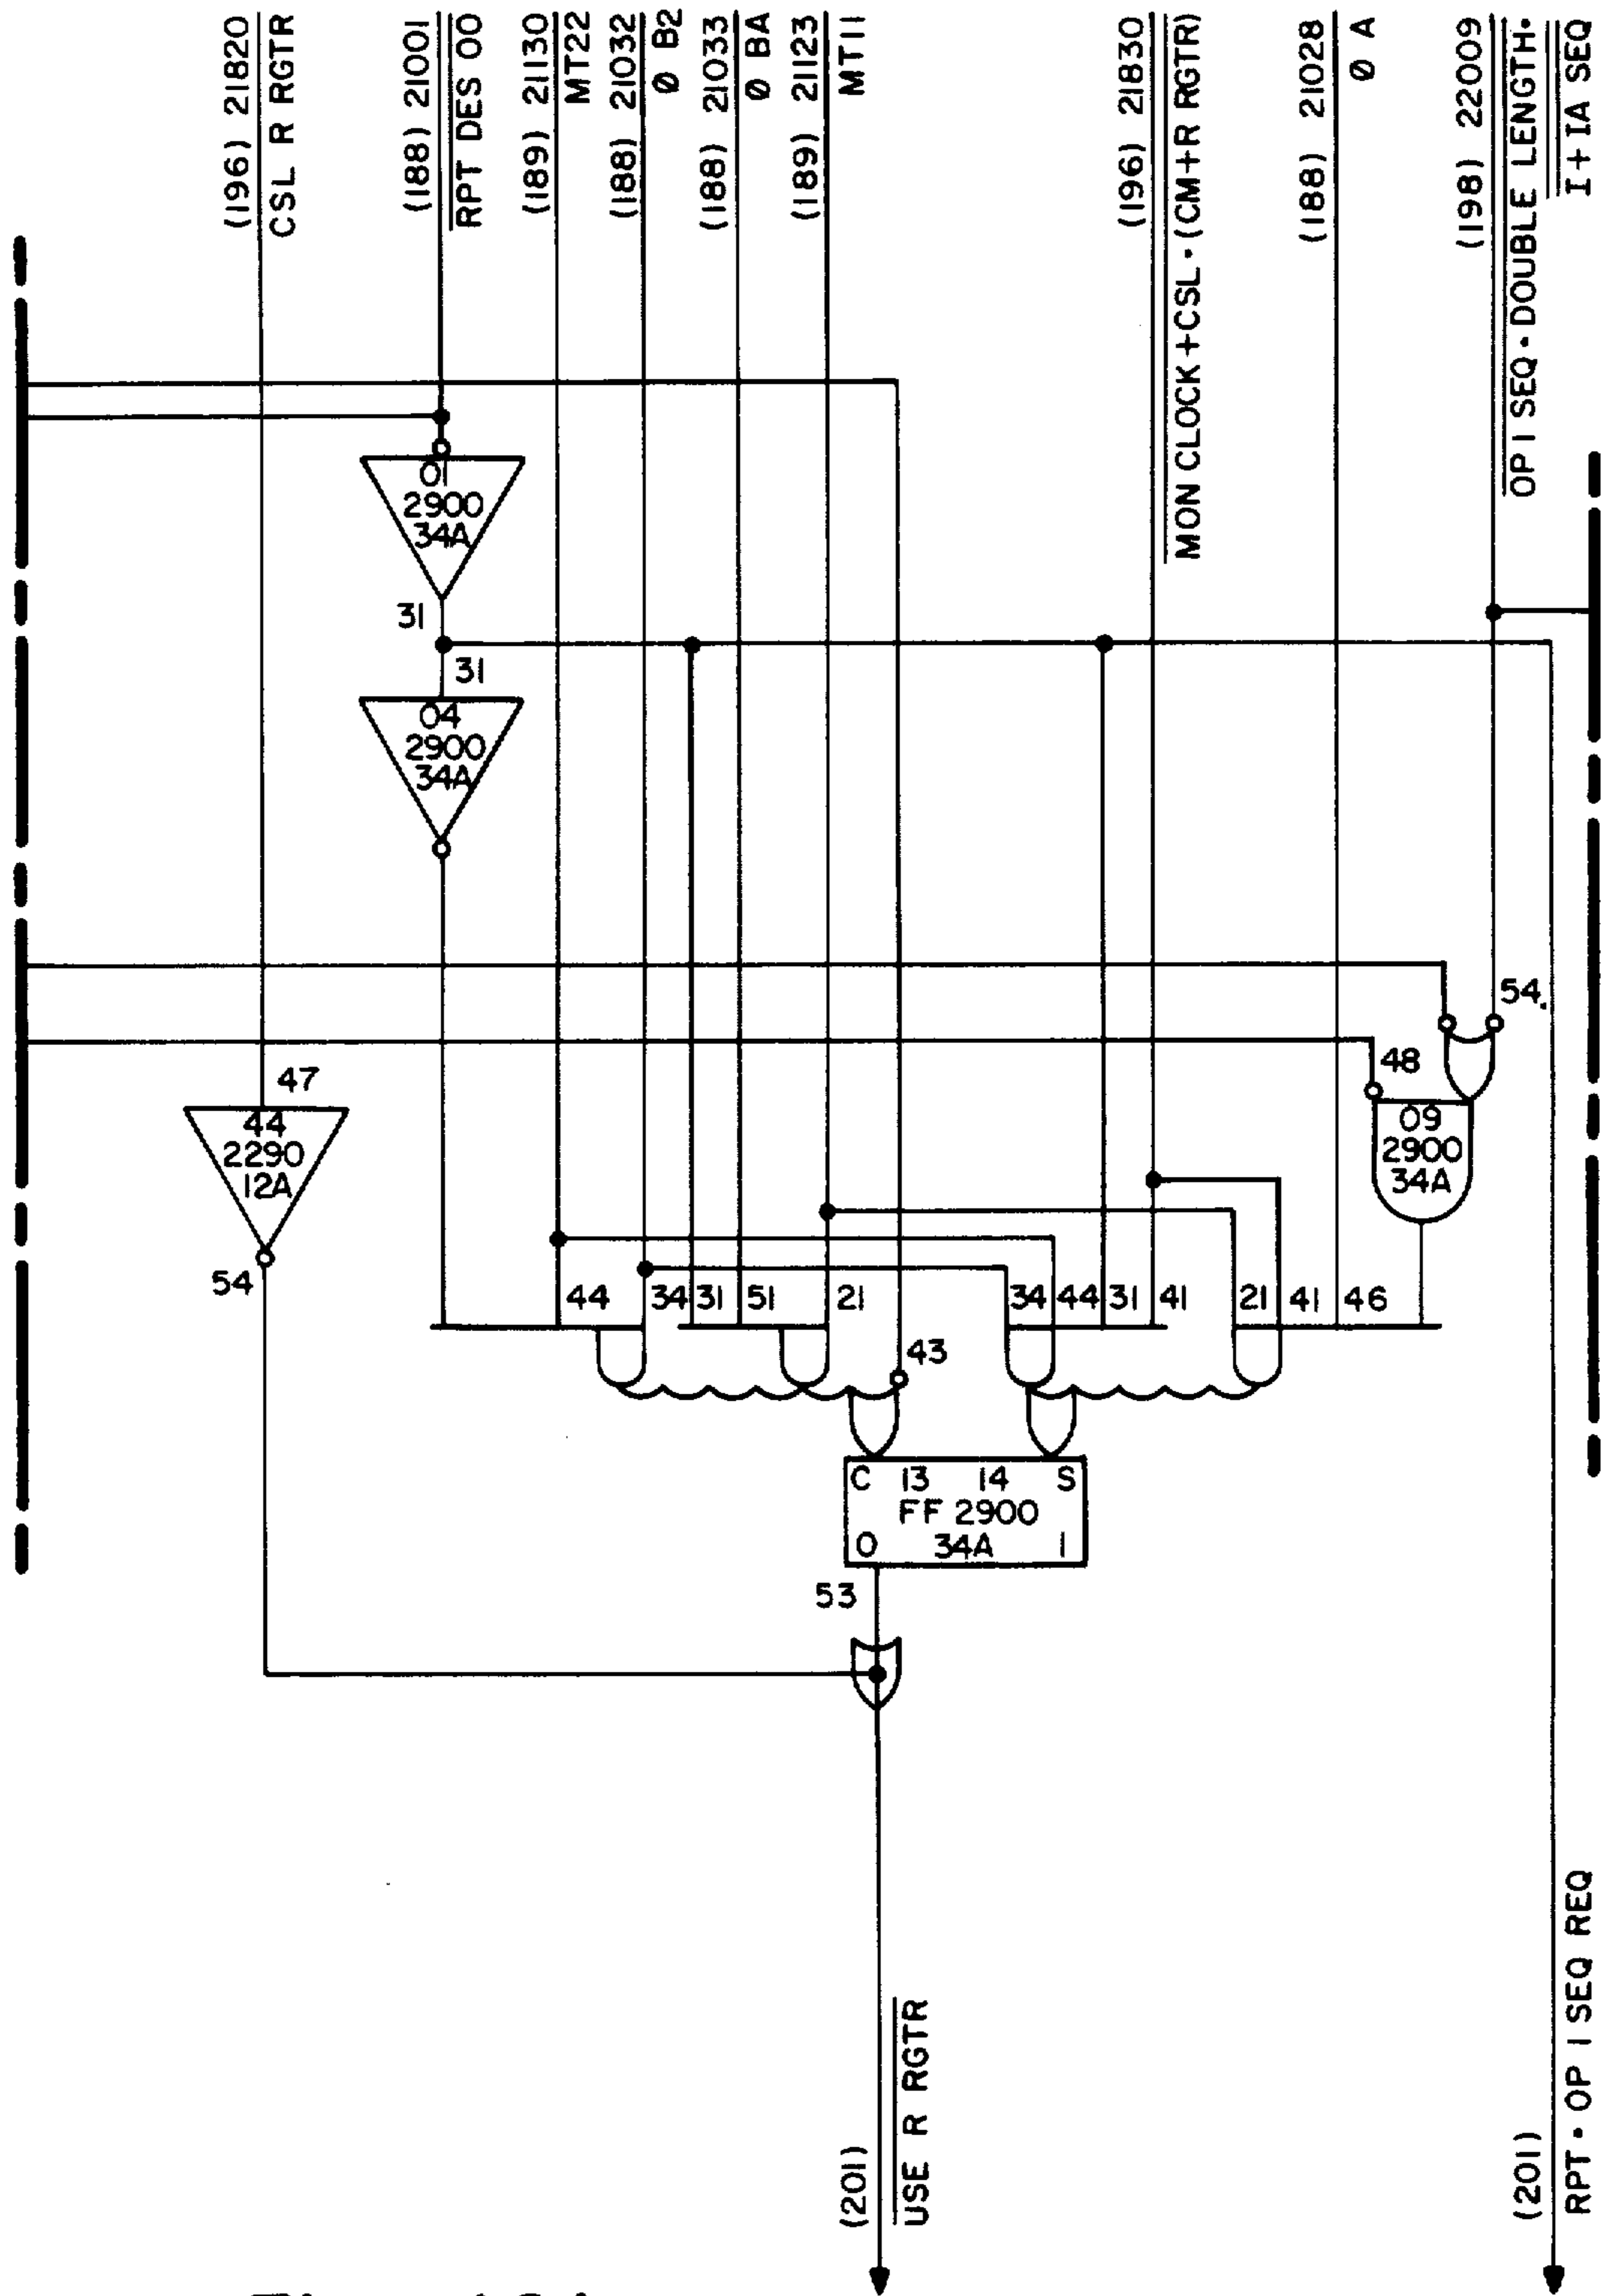 (196) 21820
CSL R RGTR
(188) 21001
RPT DES 00
(189) 21130
MT22
(188) 21032
Ø B2
(188) 21033
Ø BA
(189) 21123
MT11
(196) 21830
MON CLOCK+CSL·(CM+R RGTR)
(188) 21028
Ø A
(198) 22009
OP I SEQ·DOUBLE LENGTH·
I+IA SEQ
01
2900
34A
31
31
04
2900
34A
54
48
09
2900
34A
47
44
2290
12A
54
44
34
31
51
21
34
44
31
41
21
41
46
43
C 13 14 S
FF 2900
0 34A 1
53
(201)
USE R RGTR
(201)
RPT·OP I SEQ REQ